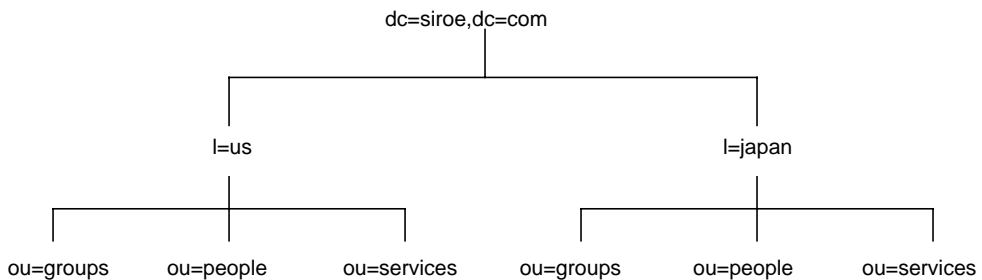 dc=siroe,dc=com
l=us
l=japan
ou=groups
ou=people
ou=services
ou=groups
ou=people
ou=services